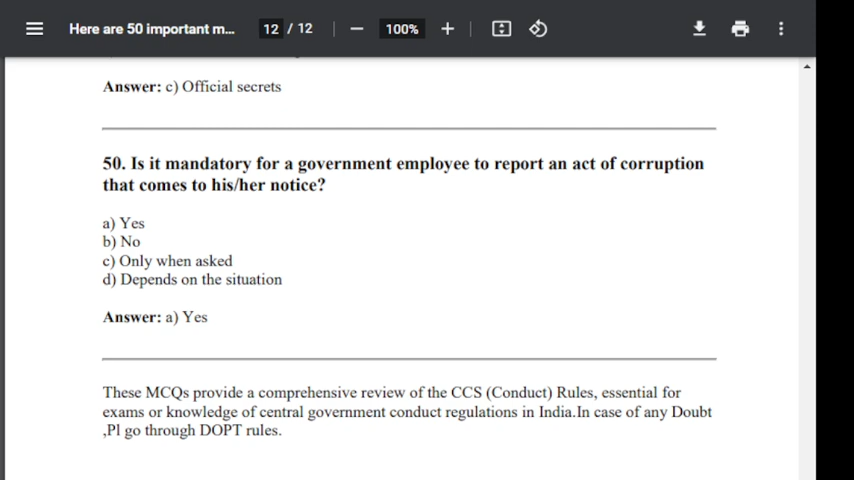 Here are 50 important m... 12 / 12 100%
Answer: c) Official secrets
50. Is it mandatory for a government employee to report an act of corruption
that comes to his/her notice?
a) Yes
b) No
c) Only when asked
d) Depends on the situation
Answer: a) Yes
These MCQs provide a comprehensive review of the CCS (Conduct) Rules, essential for
exams or knowledge of central government conduct regulations in India.In case of any Doubt
,Pl go through DOPT rules.